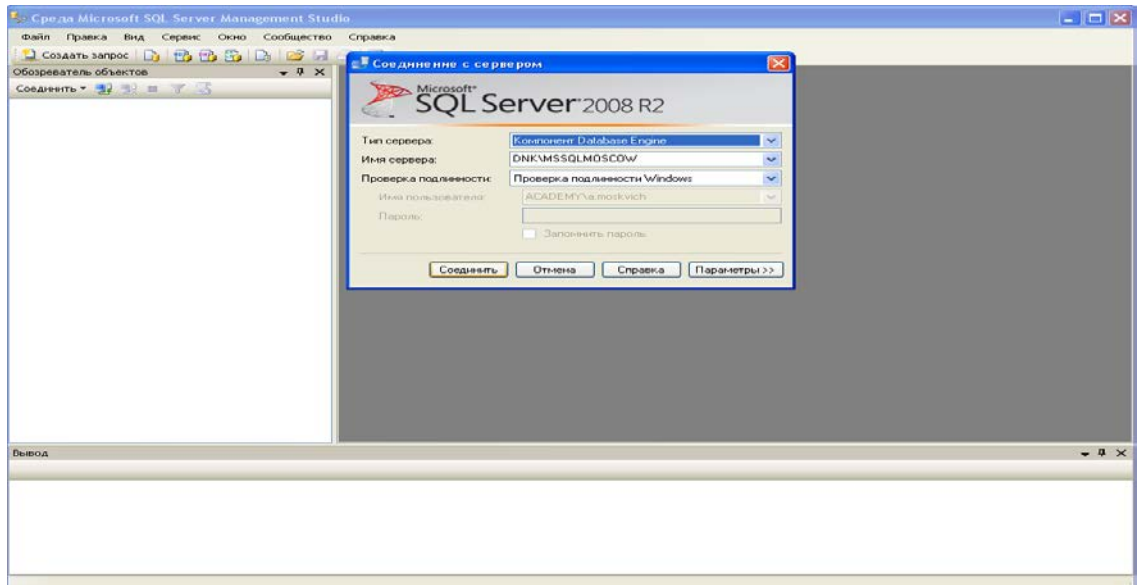 Среда Microsoft SQL Server Management Studio
Файл Правка Вид Сервис Окно Сообщество Справка
Создать запрос
Обозреватель объектов
Соединить
Соединение с сервером
Microsoft
SQL Server 2008 R2
Тип сервера: Компонент Database Engine
Имя сервера: DNK\MSSQLMOSCOW
Проверка подлинности: Проверка подлинности Windows
Имя пользователя: ACADEMY\a.moskvich
Пароль:
Запомнить пароль
Соединить Отмена Справка Параметры >>
Вывод